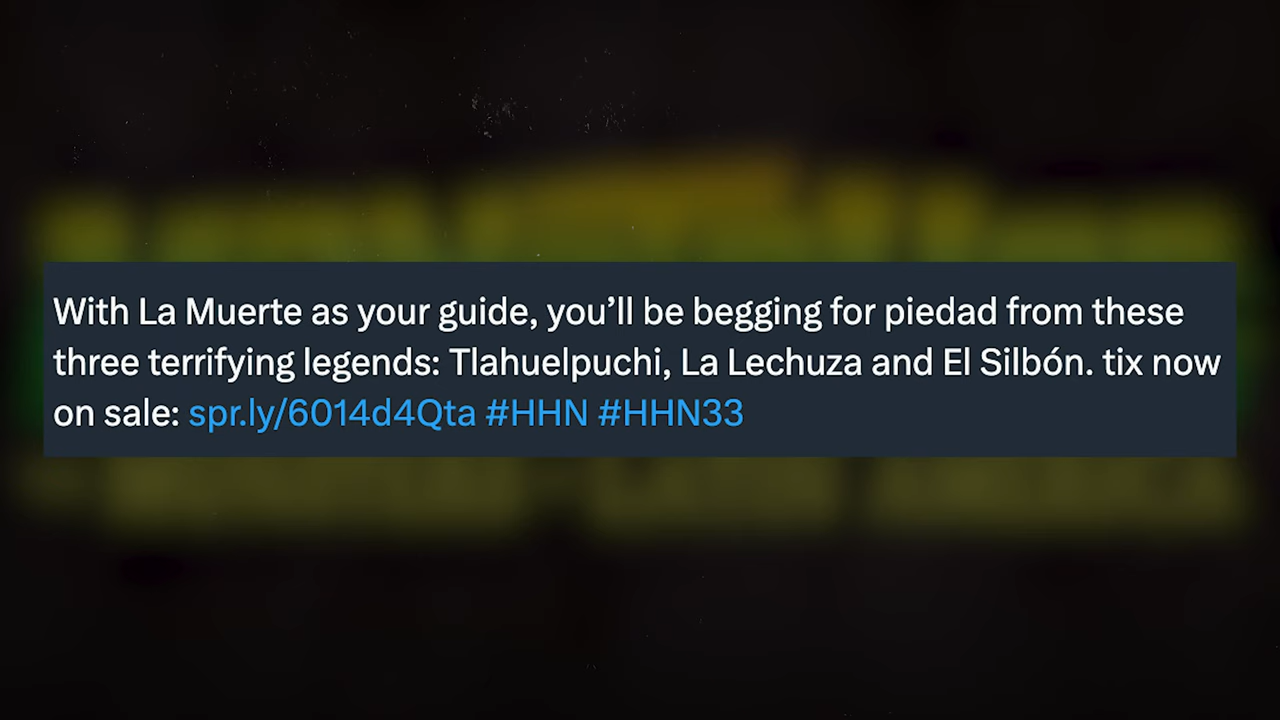 With La Muerte as your guide, you’ll be begging for piedad from these
three terrifying legends: Tlahuelpuchi, La Lechuza and El Silbón. tix now
on sale: spr.ly/6014d4Qta #HHN #HHN33